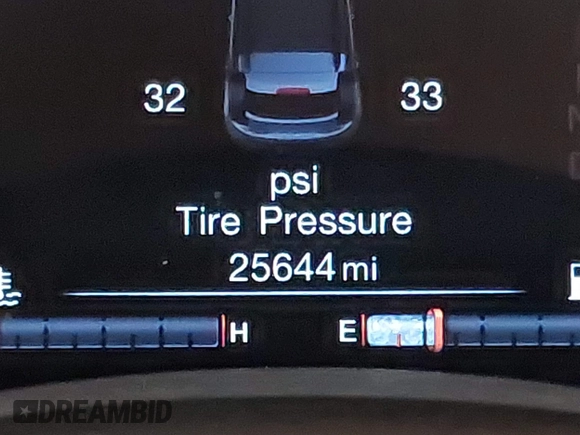 32 33
psi
Tire Pressure
25644 mi
H E
DREAMBID